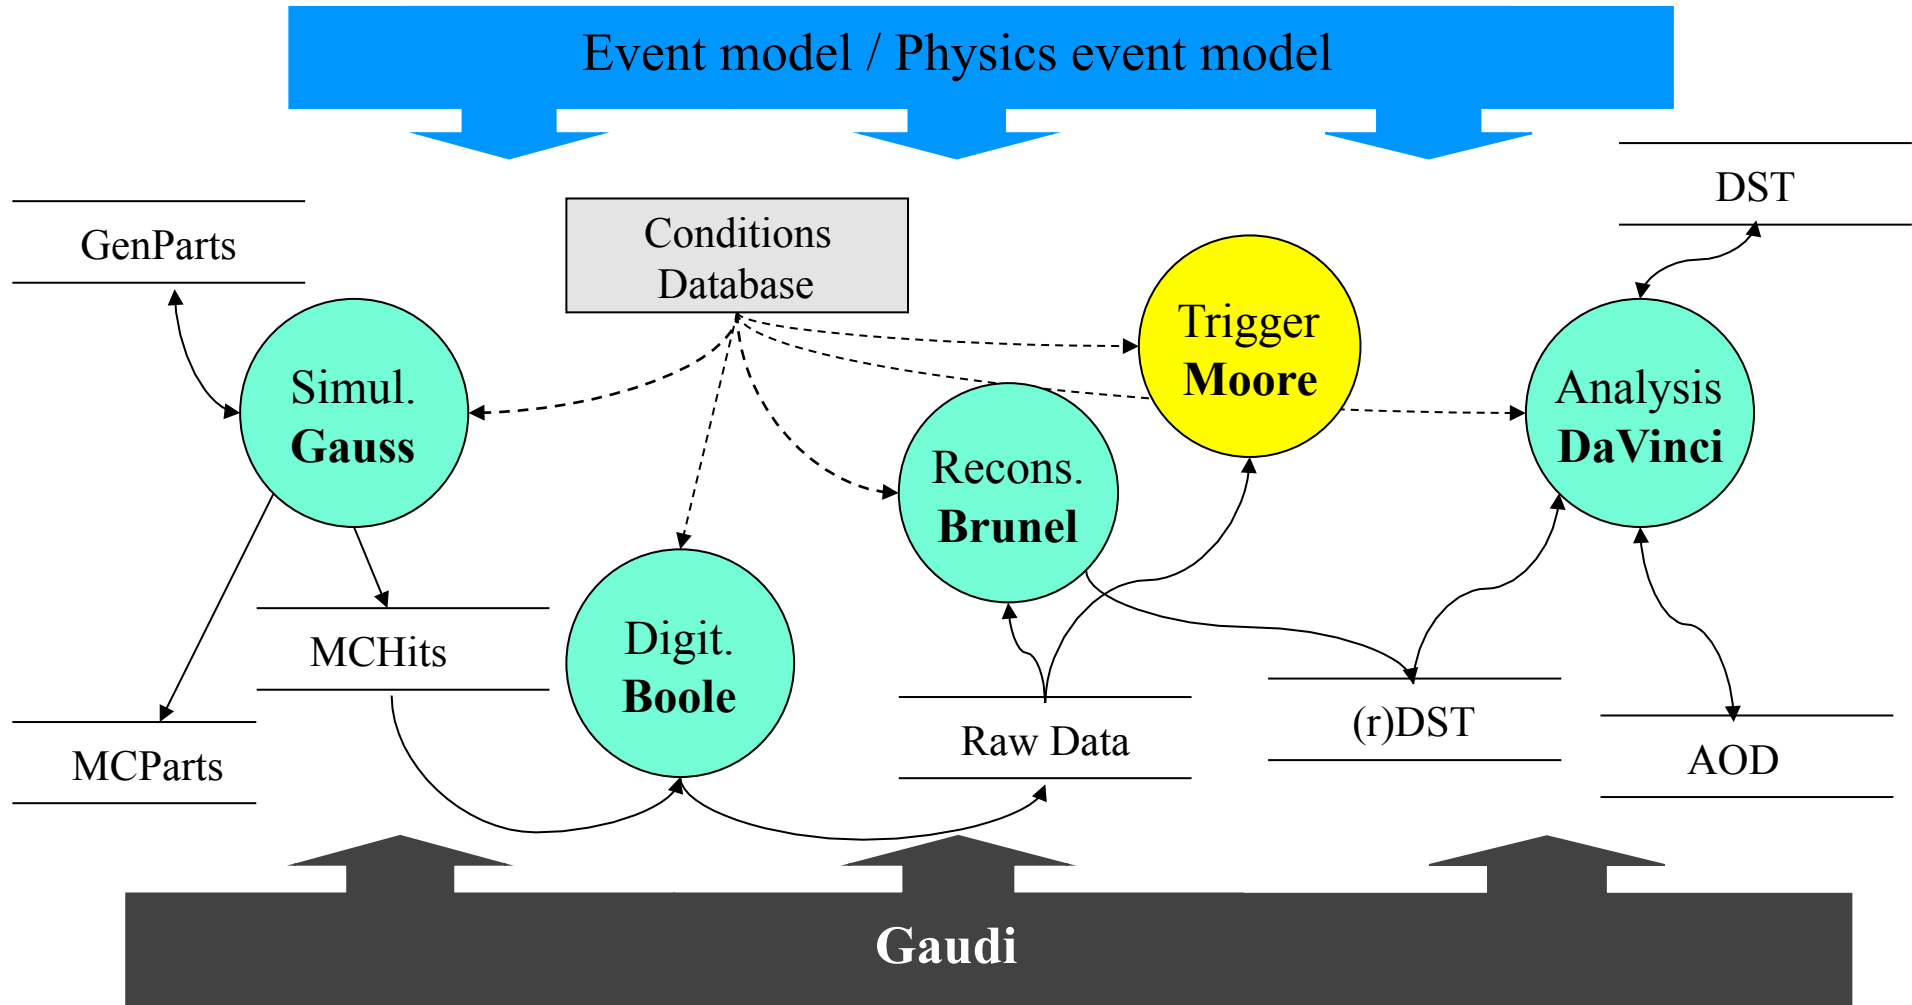 Event model / Physics event model
DST
GenParts
Conditions
Database
Trigger
Moore
Simul.
Gauss
Analysis
DaVinci
Recons.
Brunel
MCHits
Digit.
Boole
(r)DST
Raw Data
MCParts
AOD
Gaudi